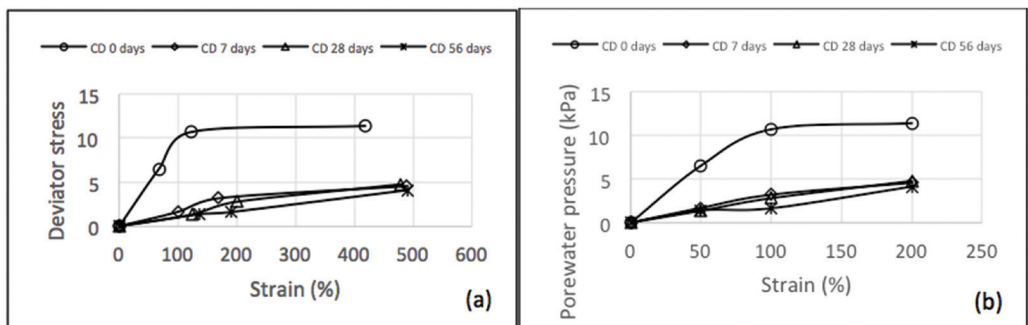 CD 0 days CD 7 days CD 28 days CD 56 days
Deviator stress
15
10
5
0
0 100 200 300 400 500 600
Strain (%)
(a)
CD 0 days CD 7 days CD 28 days CD 56 days
Porewater pressure (kPa)
15
10
5
0
0 50 100 150 200 250
Strain (%)
(b)